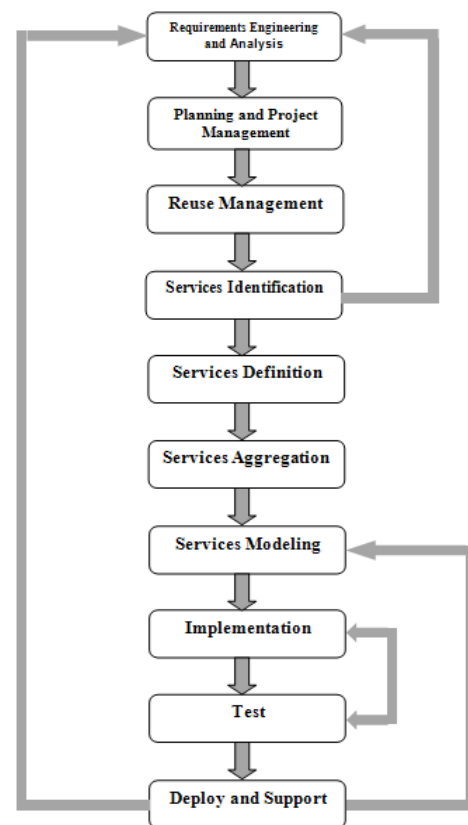 Requirements Engineering
and Analysis
Planning and Project
Management
Reuse Management
Services Identification
Services Definition
Services Aggregation
Services Modeling
Implementation
Test
Deploy and Support